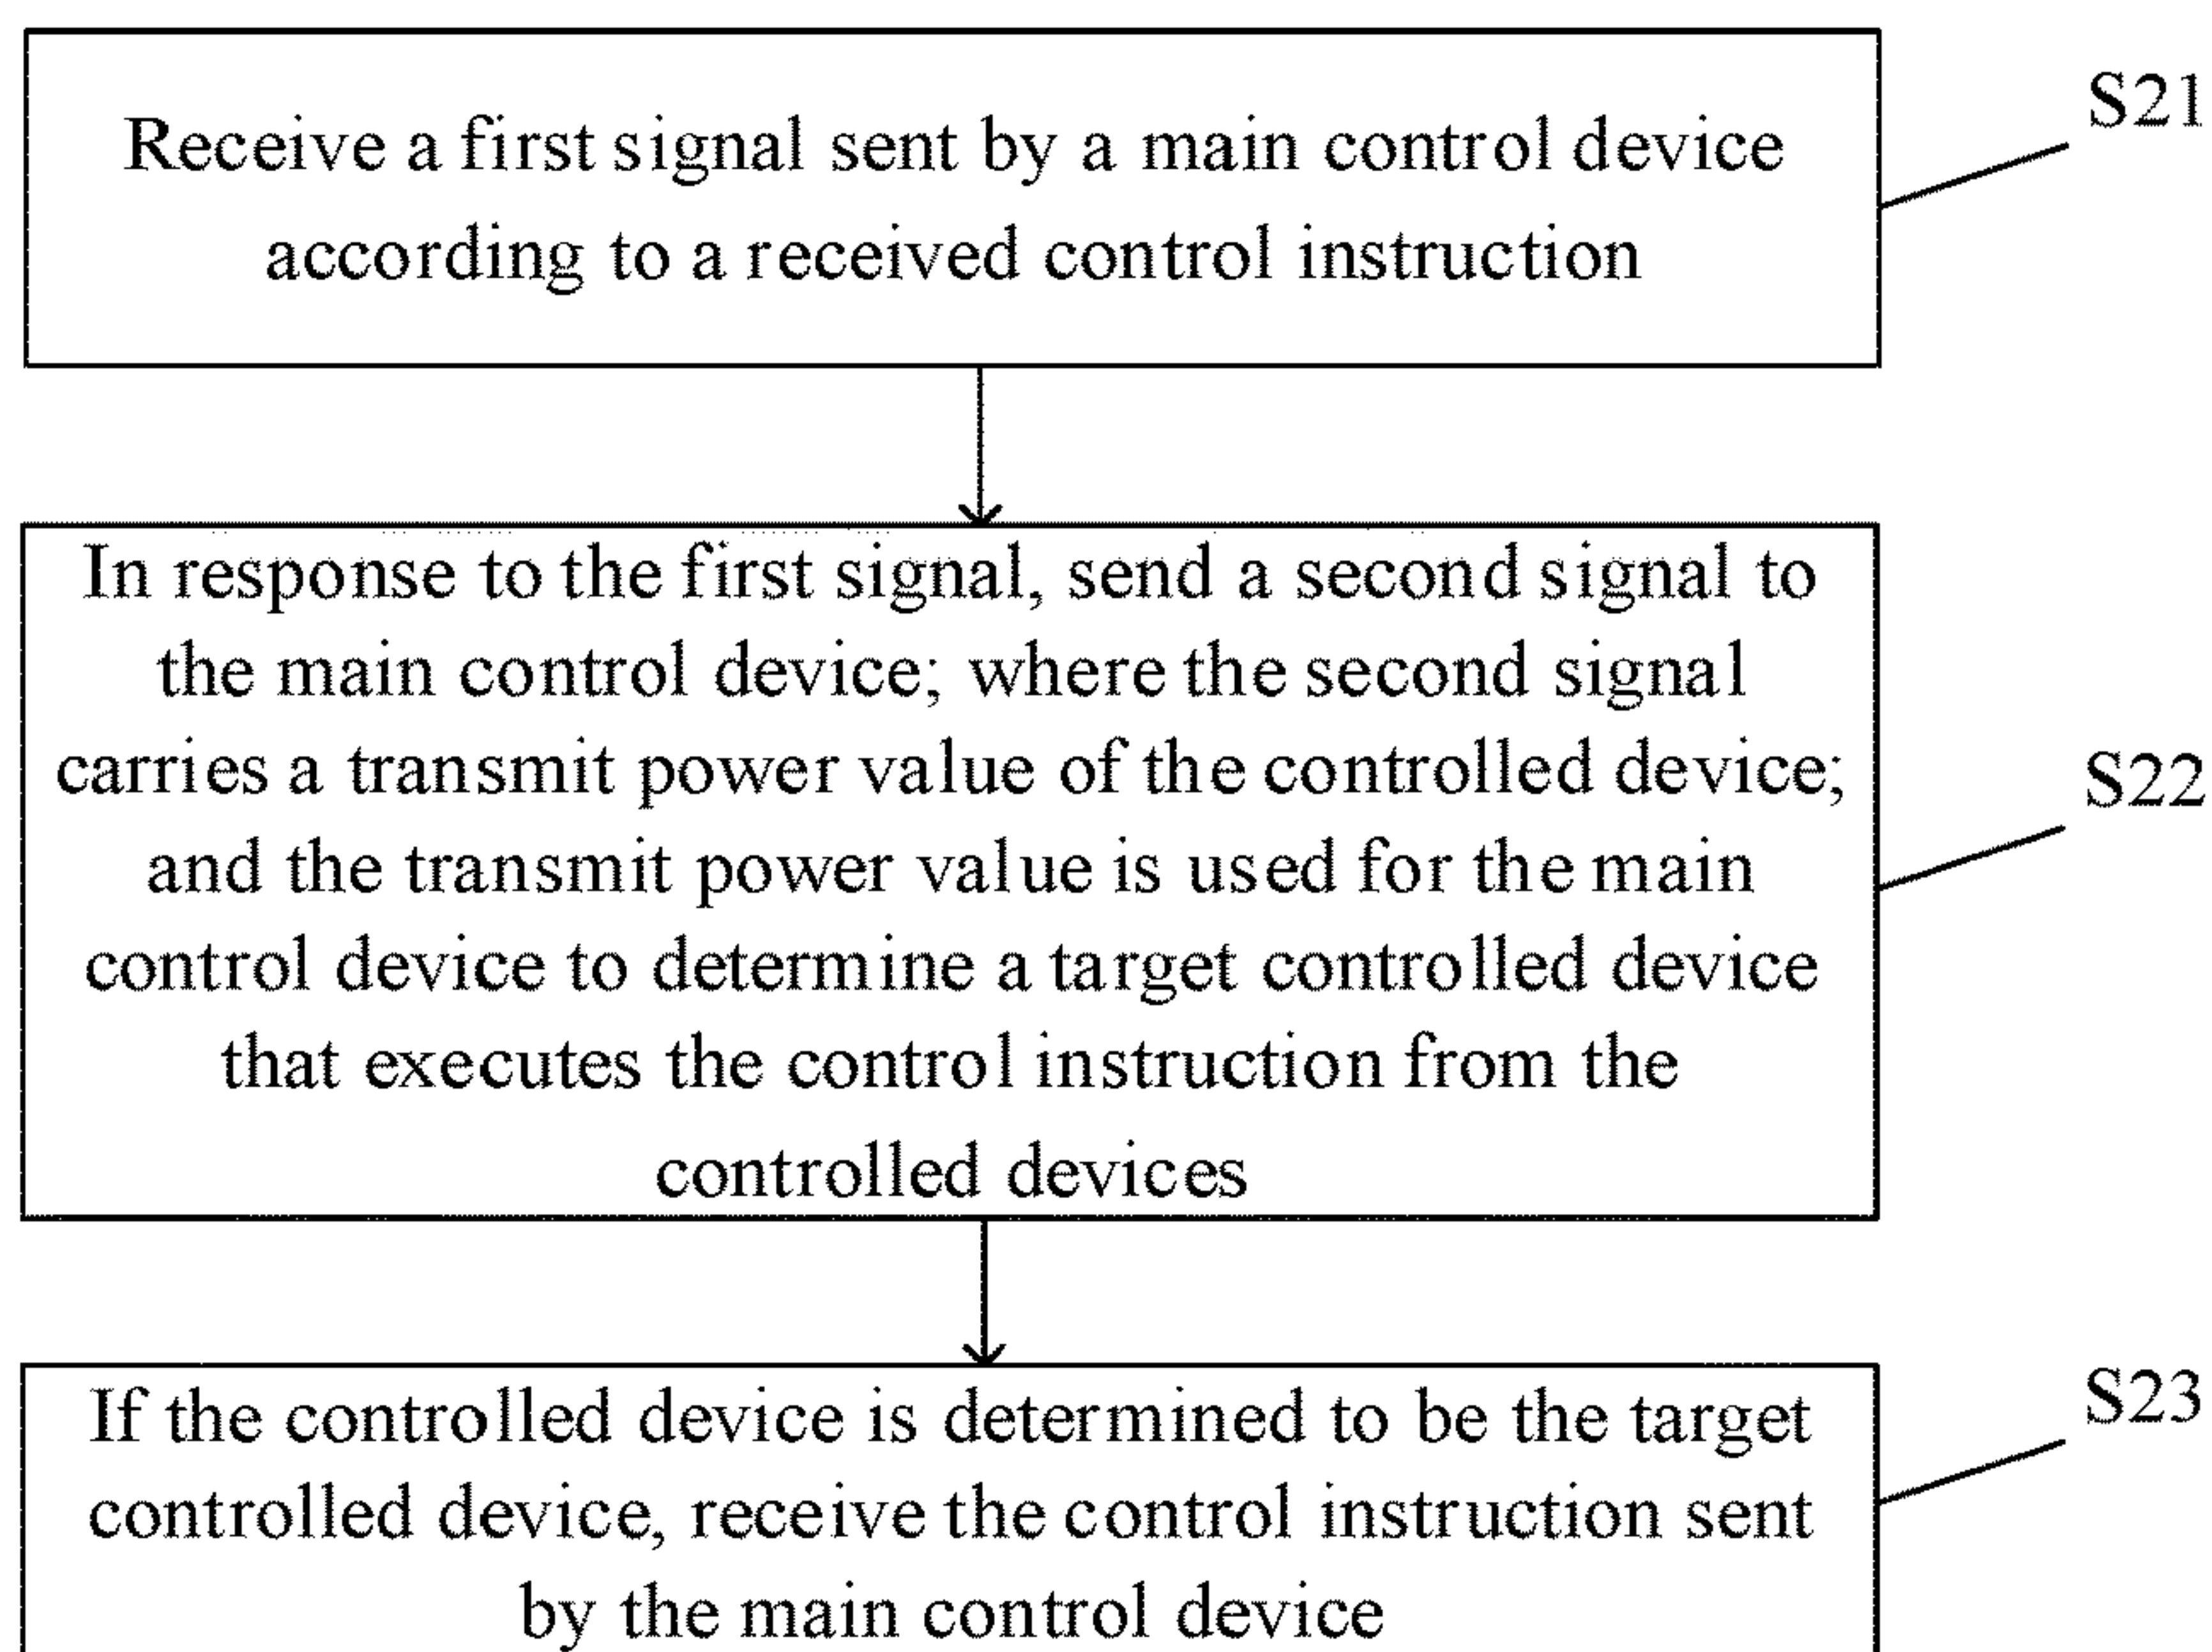 Receive a first signal sent by a main control device
according to a received control instruction
S21
In response to the first signal, send a second signal to
the main control device; where the second signal
carries a transmit power value of the controlled device;
and the transmit power value is used for the main
control device to determine a target controlled device
that executes the control instruction from the
controlled devices
S22
If the controlled device is determined to be the target
controlled device, receive the control instruction sent
by the main control device
S23